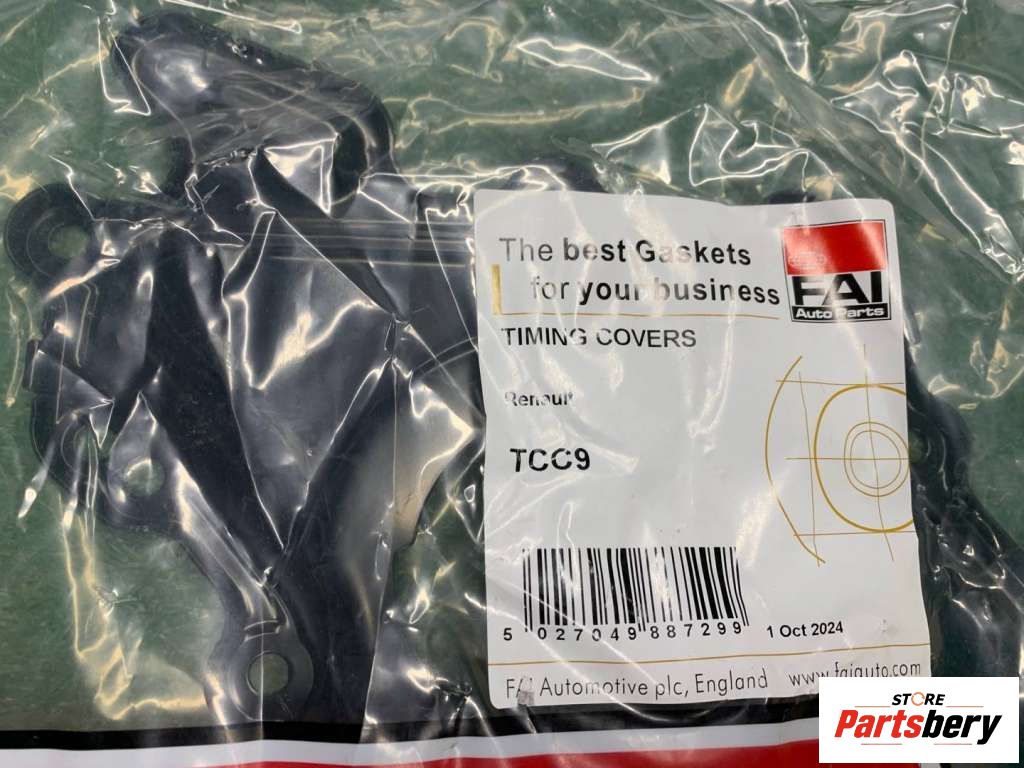 The best Gaskets
for your business
FAI
Auto Parts
TIMING COVERS
Renault
TCC9
5 027049 887299
1 Oct 2024
FAI Automotive plc, England
www.faiauto.com
STORE
Partsbery